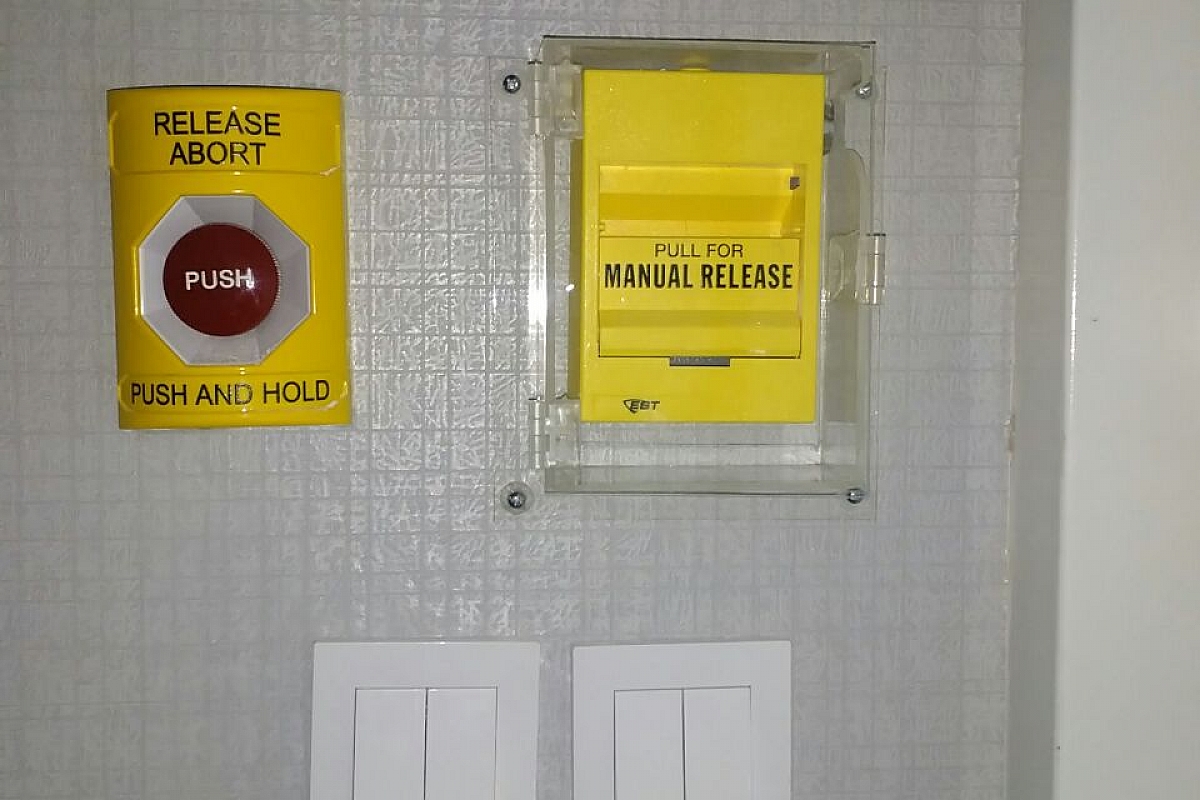 RELEASE
ABORT
PUSH
PUSH AND HOLD
PULL FOR
MANUAL RELEASE
EST